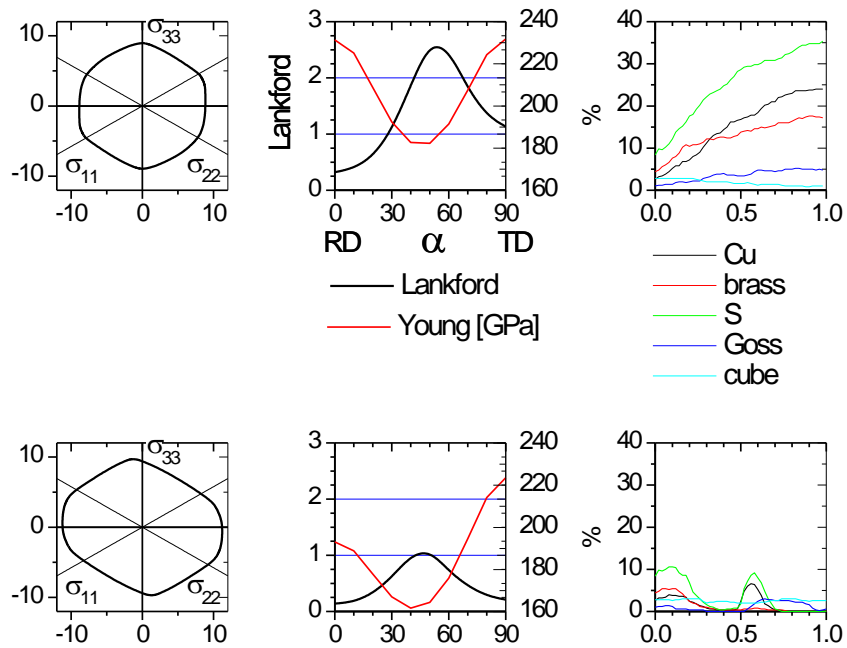 10
0
-10
-10 0 10
σ33
σ11
σ22
3
2
1
0
Lankford
240
220
200
180
160
0 30 60 90
RD α TD
Lankford
Young [GPa]
40
30
20
10
0
%
0.0 0.5 1.0
Cu
brass
S
Goss
cube
10
0
-10
-10 0 10
σ33
σ11
σ22
3
2
1
0
240
220
200
180
160
0 30 60 90
40
30
20
10
0
%
0.0 0.5 1.0